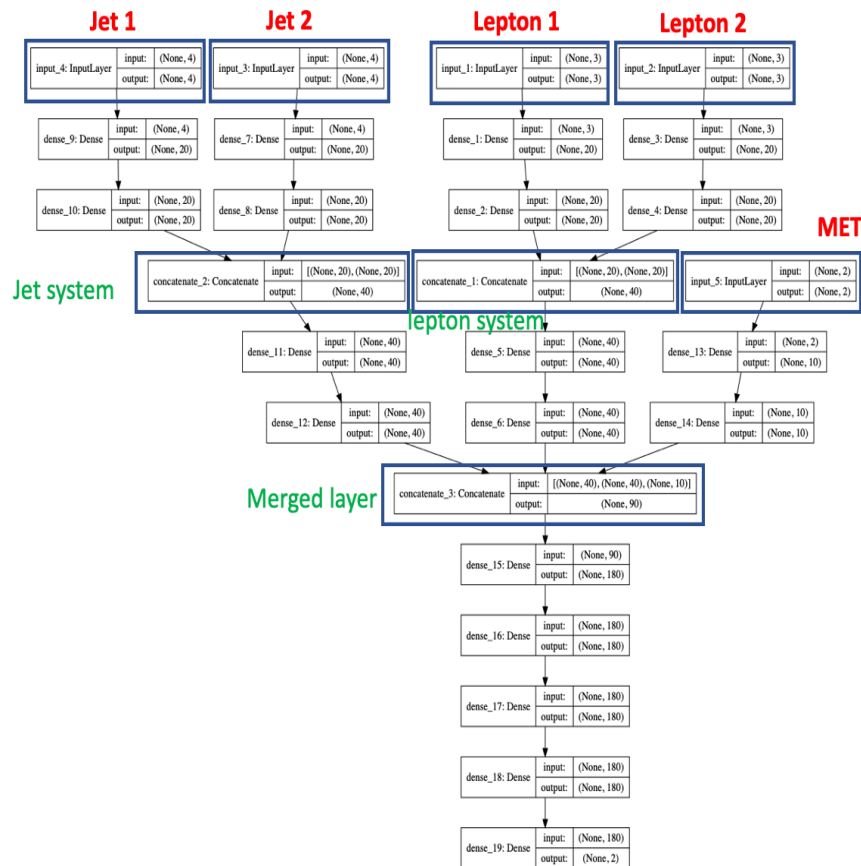 Jet 1
Jet 2
Lepton 1
Lepton 2
input_4: InputLayer input: (None, 4)
output: (None, 4)
input_3: InputLayer input: (None, 4)
output: (None, 4)
input_1: InputLayer input: (None, 3)
output: (None, 3)
input_2: InputLayer input: (None, 3)
output: (None, 3)
dense_9: Dense input: (None, 4)
output: (None, 20)
dense_7: Dense input: (None, 4)
output: (None, 20)
dense_1: Dense input: (None, 3)
output: (None, 20)
dense_3: Dense input: (None, 3)
output: (None, 20)
dense_10: Dense input: (None, 20)
output: (None, 20)
dense_8: Dense input: (None, 20)
output: (None, 20)
dense_2: Dense input: (None, 20)
output: (None, 20)
dense_4: Dense input: (None, 20)
output: (None, 20)
MET
Jet system
concatenate_2: Concatenate input: [(None, 20), (None, 20)]
output: (None, 40)
concatenate_1: Concatenate input: [(None, 20), (None, 20)]
output: (None, 40)
input_5: InputLayer input: (None, 2)
output: (None, 2)
lepton system
dense_11: Dense input: (None, 40)
output: (None, 40)
dense_5: Dense input: (None, 40)
output: (None, 40)
dense_13: Dense input: (None, 2)
output: (None, 10)
dense_12: Dense input: (None, 40)
output: (None, 40)
dense_6: Dense input: (None, 40)
output: (None, 40)
dense_14: Dense input: (None, 10)
output: (None, 10)
Merged layer
concatenate_3: Concatenate input: [(None, 40), (None, 40), (None, 10)]
output: (None, 90)
dense_15: Dense input: (None, 90)
output: (None, 180)
dense_16: Dense input: (None, 180)
output: (None, 180)
dense_17: Dense input: (None, 180)
output: (None, 180)
dense_18: Dense input: (None, 180)
output: (None, 180)
dense_19: Dense input: (None, 180)
output: (None, 2)